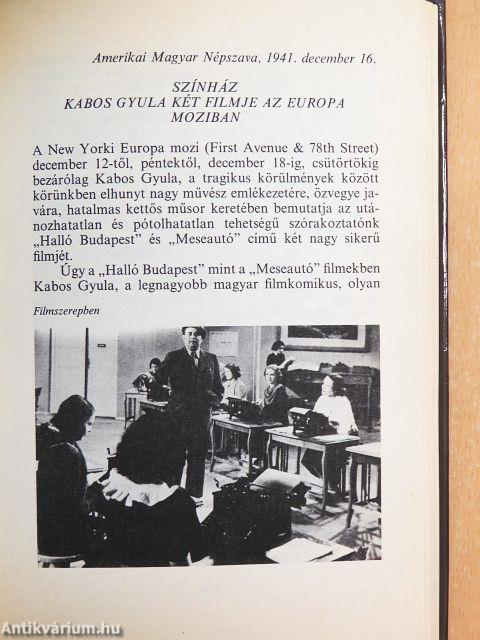 Amerikai Magyar Népszava, 1941. december 16.
SZÍNHÁZ
KABOS GYULA KÉT FILMJE AZ EUROPA
MOZIBAN
A New Yorki Europa mozi (First Avenue & 78th Street)
december 12-től, péntektől, december 18-ig, csütörtökig
bezárólag Kabos Gyula, a tragikus körülmények között
körünkben elhunyt nagy művész emlékezetére, özvegye ja-
vára, hatalmas kettős műsor keretében bemutatja az utá-
nozhatatlan és pótolhatatlan tehetségű szórakoztatónk
„Halló Budapest” és „Meseautó” című két nagy sikerű
filmjét.
Úgy a „Halló Budapest” mint a „Meseautó” filmekben
Kabos Gyula, a legnagyobb magyar filmkomikus, olyan
Filmszerepben
Antikvárium.hu